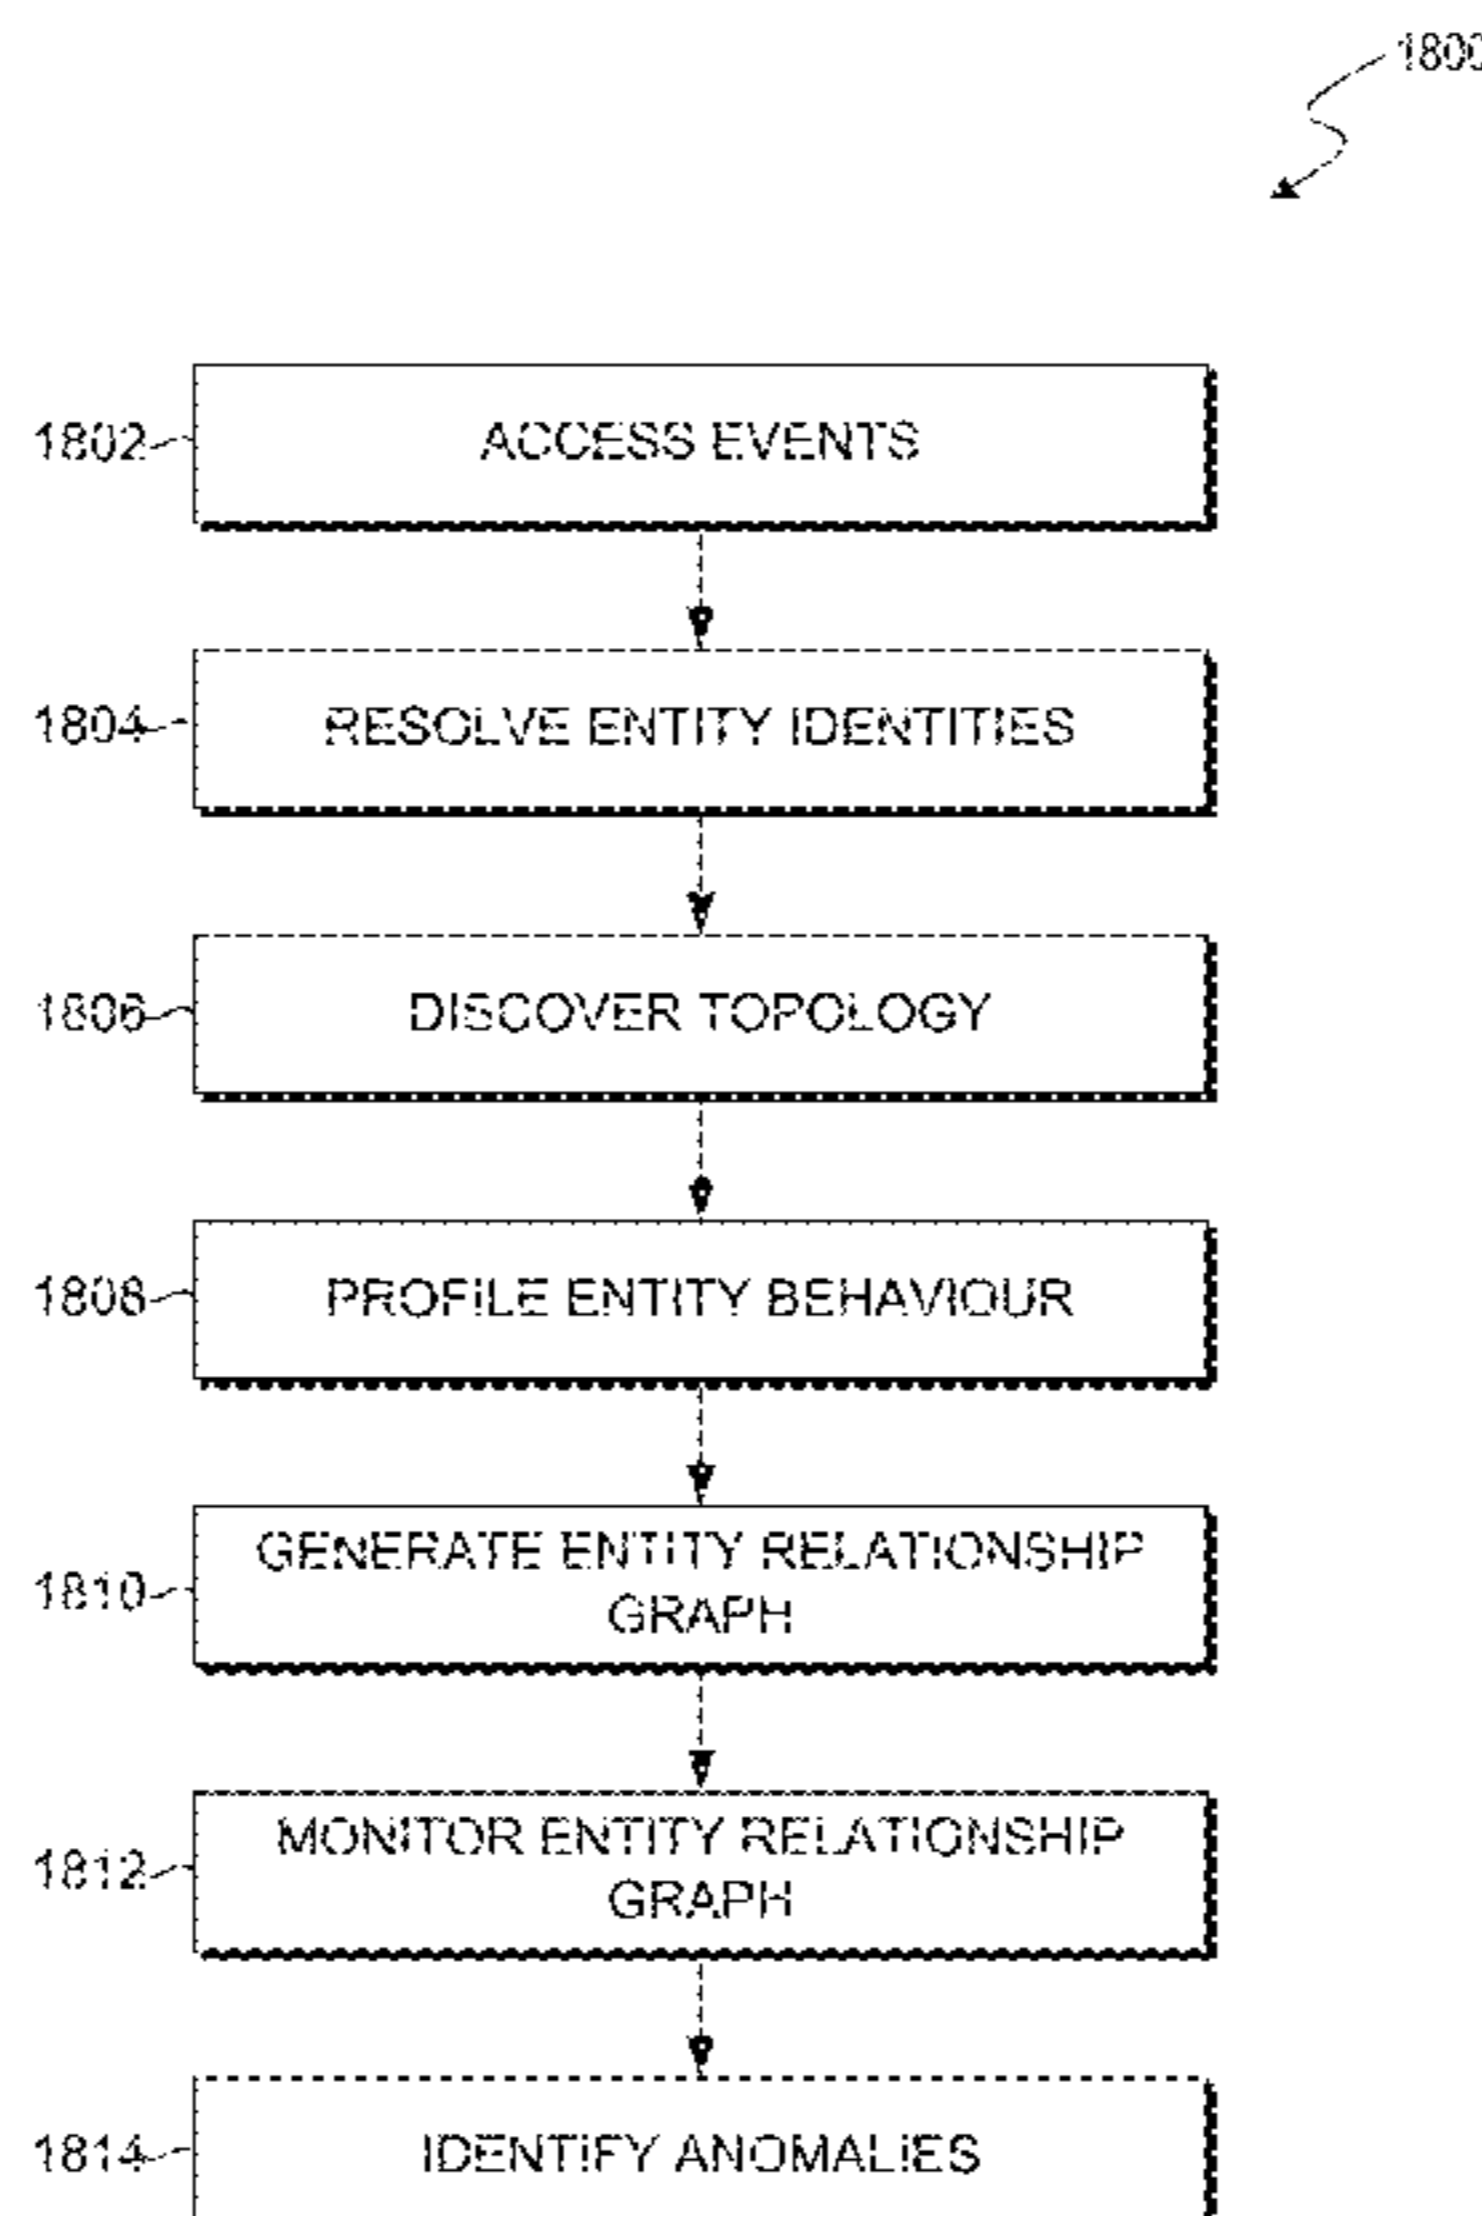 1800
1802 ACCESS EVENTS
1804 RESOLVE ENTITY IDENTITIES
1806 DISCOVER TOPOLOGY
1808 PROFILE ENTITY BEHAVIOUR
1810 GENERATE ENTITY RELATIONSHIP
GRAPH
1812 MONITOR ENTITY RELATIONSHIP
GRAPH
1814 IDENTIFY ANOMALIES